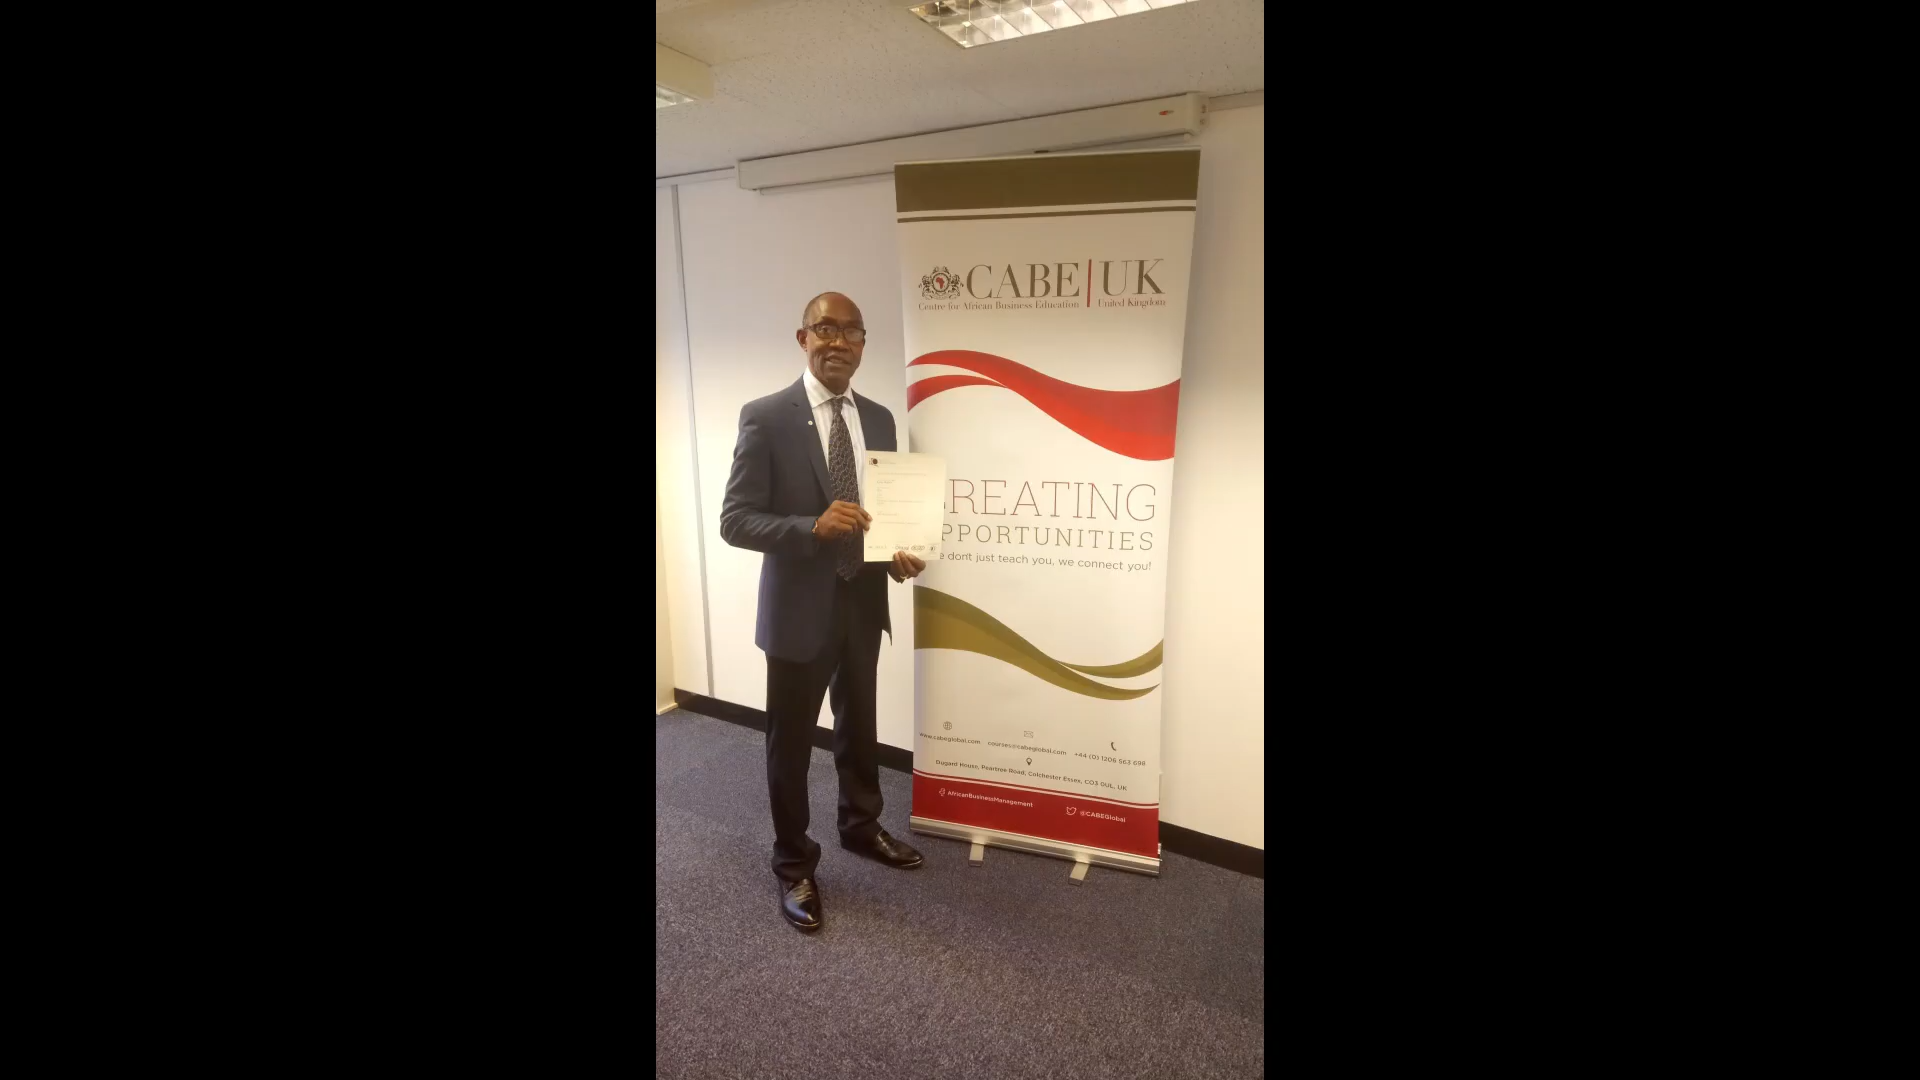 CABE | UK
Centre for African Business Education United Kingdom
REATING
PPORTUNITIES
e don't just teach you, we connect you!
www.cabeglobal.com courses@cabeglobal.com +44 (0) 1206 563 698
Dugard House, Peartree Road, Colchester Essex, CO3 0UL, UK
AfricanBusinessManagement @CABEGlobal